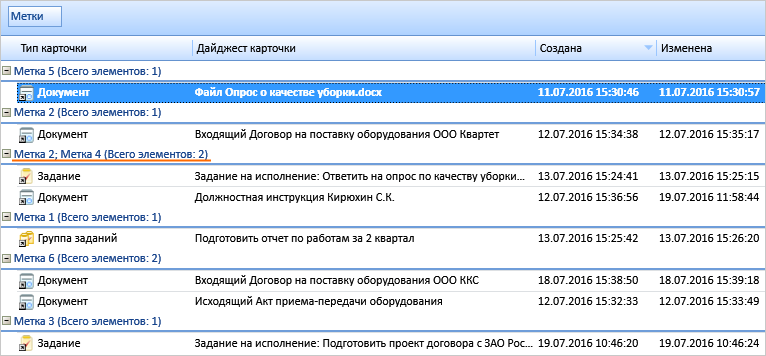 Метки
Тип карточки Дайджест карточки Создана Изменена
Метка 5 (Всего элементов: 1)
Документ Файл Опрос о качестве уборки.docx 11.07.2016 15:30:46 11.07.2016 15:30:57
Метка 2 (Всего элементов: 1)
Документ Входящий Договор на поставку оборудования ООО Квартет 12.07.2016 15:34:38 12.07.2016 15:35:17
Метка 2; Метка 4 (Всего элементов: 2)
Задание Задание на исполнение: Ответить на опрос по качеству уборки... 13.07.2016 15:24:41 13.07.2016 15:25:15
Документ Должностная инструкция Кирюхин С.К. 12.07.2016 15:36:56 19.07.2016 11:58:44
Метка 1 (Всего элементов: 1)
Группа заданий Подготовить отчет по работам за 2 квартал 13.07.2016 15:25:42 13.07.2016 15:26:20
Метка 6 (Всего элементов: 2)
Документ Входящий Договор на поставку оборудования ООО ККС 18.07.2016 15:38:50 18.07.2016 15:39:18
Документ Исходящий Акт приема-передачи оборудования 12.07.2016 15:32:33 12.07.2016 15:33:49
Метка 3 (Всего элементов: 1)
Задание Задание на исполнение: Подготовить проект договора с ЗАО Рос... 19.07.2016 10:46:20 19.07.2016 10:46:24